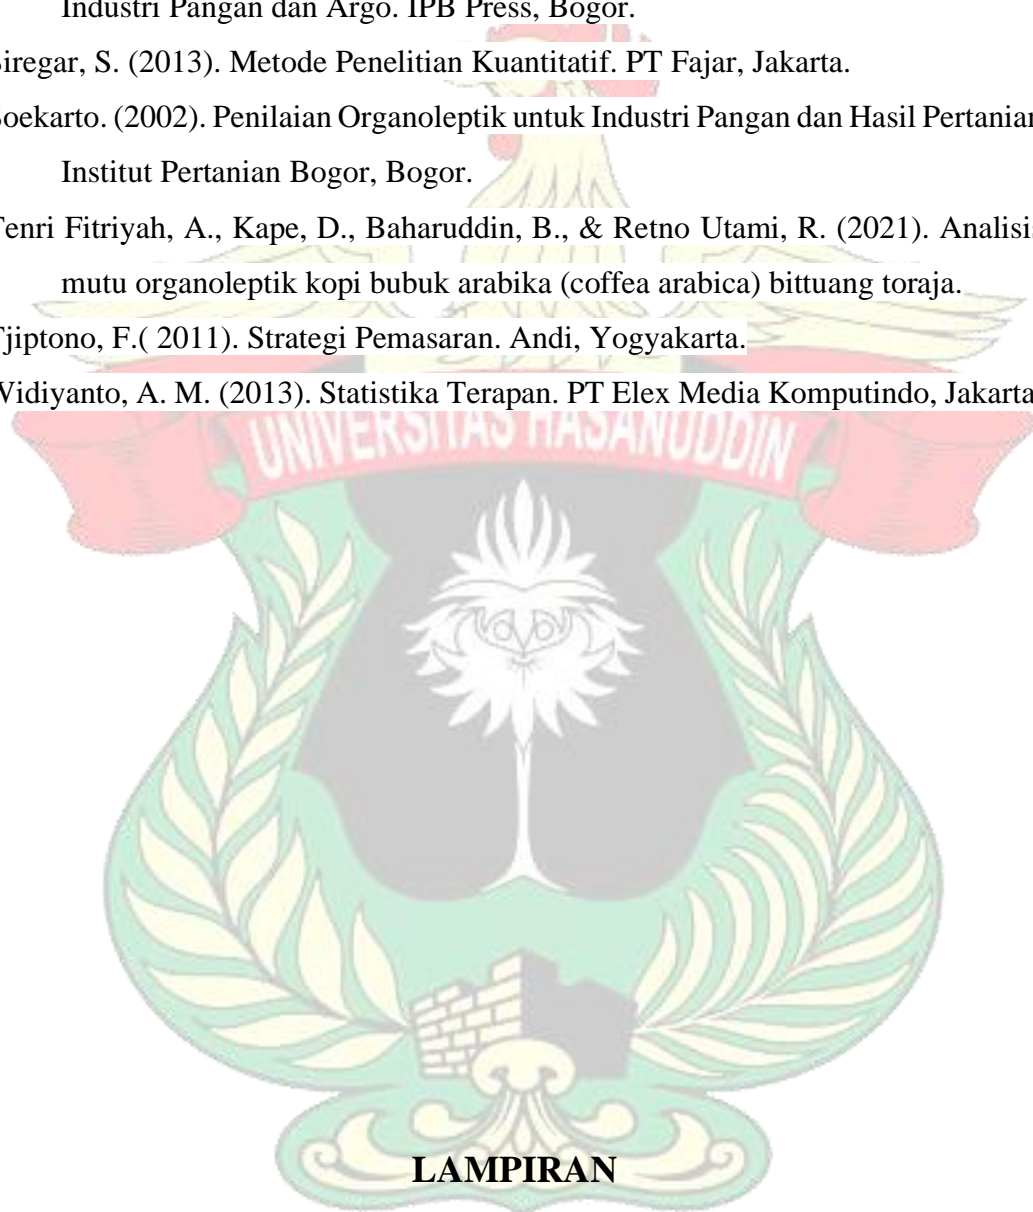 Industri Pangan dan Argo. IPB Press, Bogor.
Siregar, S. (2013). Metode Penelitian Kuantitatif. PT Fajar, Jakarta.
Soekarto. (2002). Penilaian Organoleptik untuk Industri Pangan dan Hasil Pertanian
Institut Pertanian Bogor, Bogor.
Tenri Fitriyah, A., Kape, D., Baharuddin, B., & Retno Utami, R. (2021). Analisis
mutu organoleptik kopi bubuk arabika (coffea arabica) bittuang toraja.
Tjiptono, F.( 2011). Strategi Pemasaran. Andi, Yogyakarta.
Widiyanto, A. M. (2013). Statistika Terapan. PT Elex Media Komputindo, Jakarta
UNIVERSITAS HASANUDDIN
LAMPIRAN